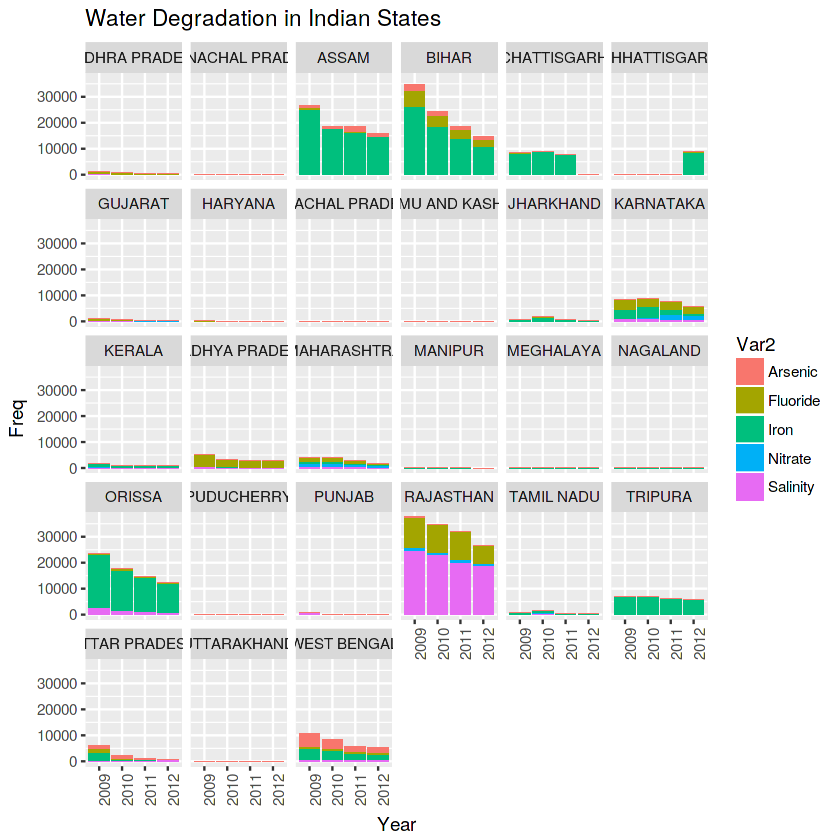 Water Degradation in Indian States
DHRA PRADE NACHAL PRAD ASSAM BIHAR CHATTISGARH HHATTISGAR
30000
20000
10000
0
GUJARAT HARYANA ACHAL PRADE MU AND KASH JHARKHAND KARNATAKA
30000
20000
10000
0
KERALA ADHYA PRADE MAHARASHTRA MANIPUR MEGHALAYA NAGALAND
30000
20000
10000
0
ORISSA PUDUCHERRY PUNJAB RAJASTHAN TAMIL NADU TRIPURA
30000
20000
10000
0
2009 2010 2011 2012 2009 2010 2011 2012 2009 2010 2011 2012
TTAR PRADES UTTARAKHAND WEST BENGAL
30000
20000
10000
0
2009 2010 2011 2012 2009 2010 2011 2012 2009 2010 2011 2012
Year
Freq
Var2
Arsenic
Fluoride
Iron
Nitrate
Salinity